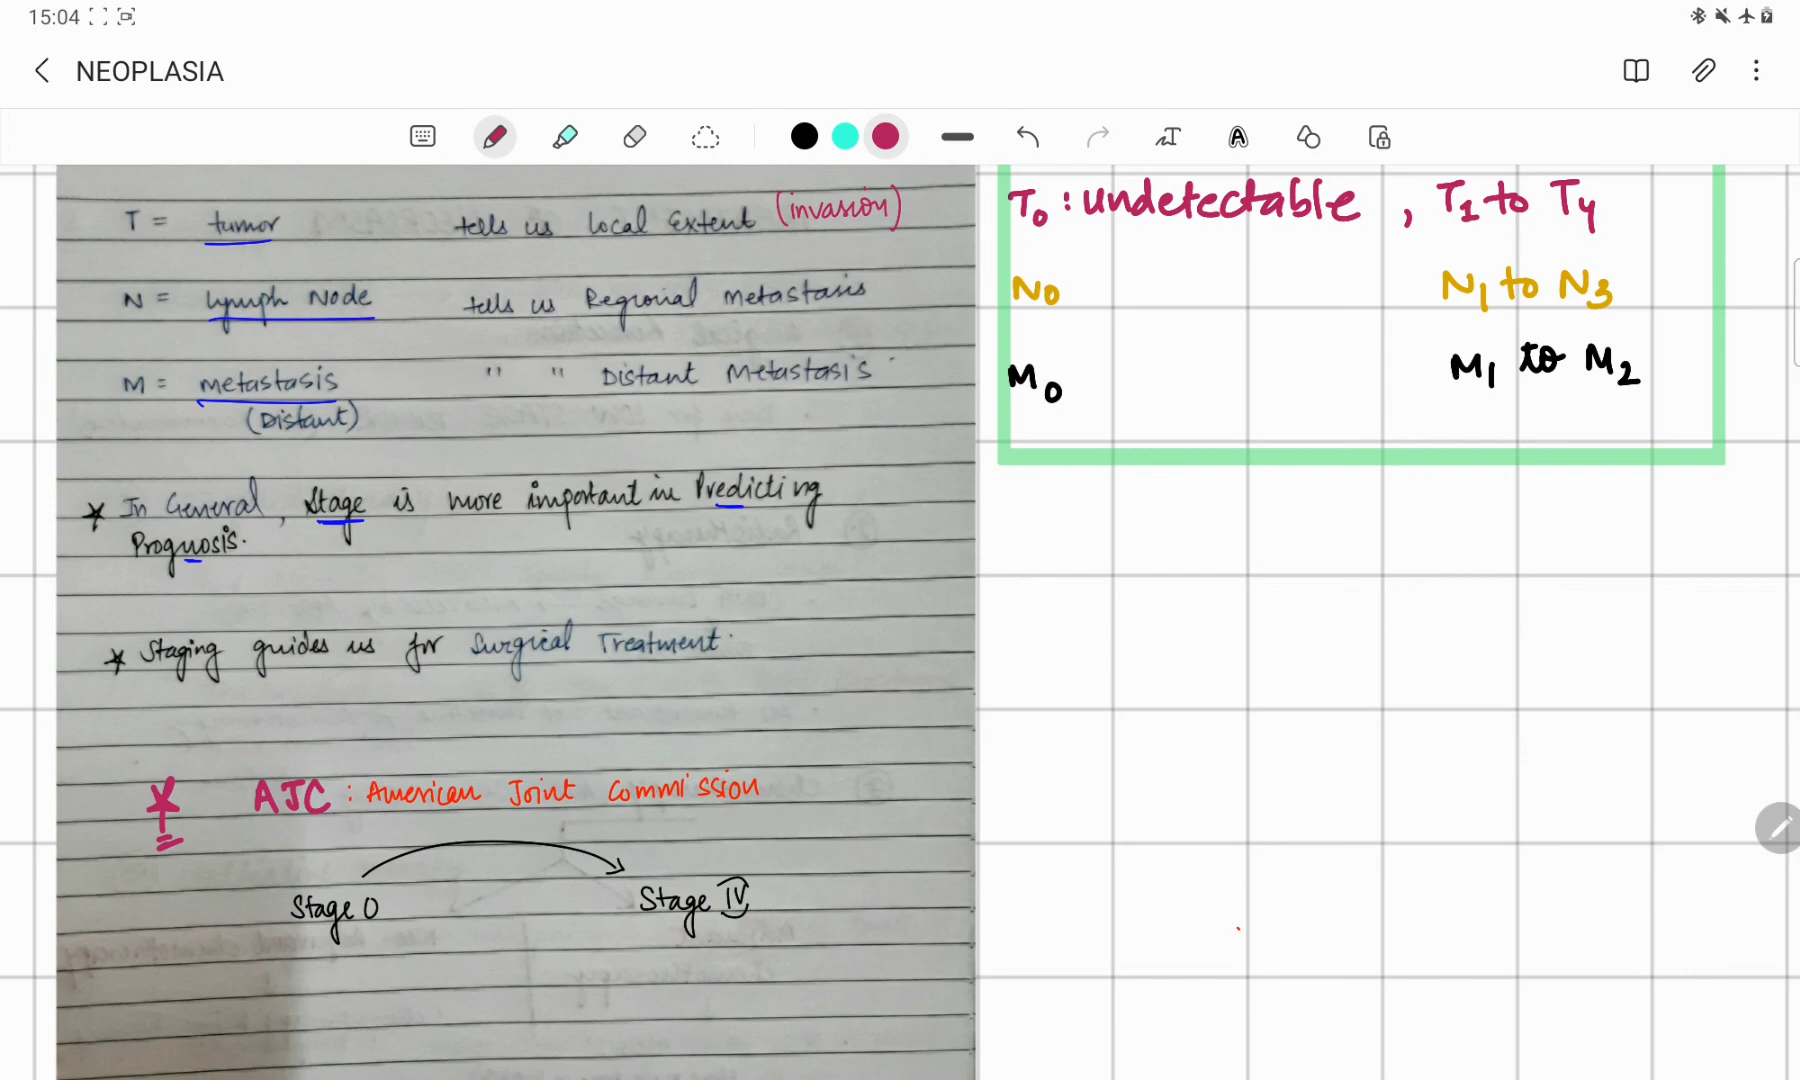 15:04
NEOPLASIA
T = tumor tells us local Extent (invasion)
N = Lymph Node tells us Regional Metastasis
M = metastasis " " Distant Metastasis
(Distant)
* In General, Stage is more important in Predicting
Prognosis.
* Staging guides us for Surgical Treatment.
* AJC : American Joint Commission
Stage 0 Stage IV
T0 : undetectable , T1 to T4
N0 N1 to N3
M0 M1 to M2